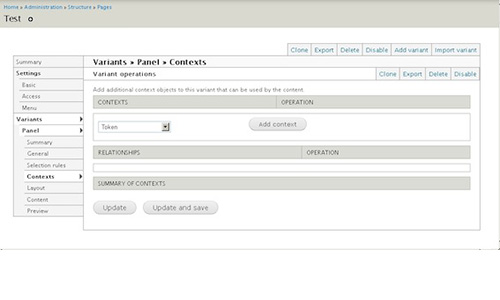 Home » Administration » Structure » Pages
Test
Clone Export Delete Disable Add variant Import variant
Summary
Settings
Basic
Access
Menu
Variants
Panel
Summary
General
Selection rules
Contexts
Layout
Content
Preview
Variants » Panel » Contexts
Variant operations
Clone Export Delete Disable
Add additional context objects to this variant that can be used by the content
CONTEXTS OPERATION
Token Add context
RELATIONSHIPS OPERATION
SUMMARY OF CONTEXTS
Update Update and save